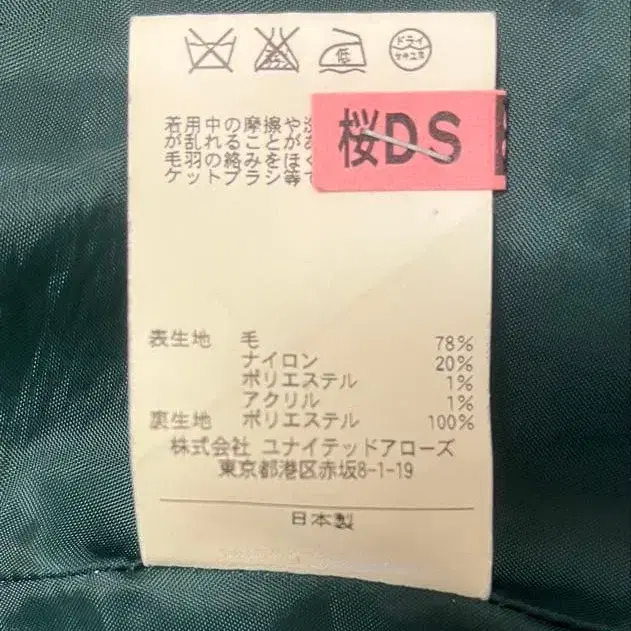 低
ドライ
セキユ系
着用中の摩擦や洗
が乱れることがあ
毛羽の絡みをほぐ
ケットブラシ等で
桜DS
表生地 毛 78%
ナイロン 20%
ポリエステル 1%
アクリル 1%
裏生地 ポリエステル 100%
株式会社 ユナイテッドアローズ
東京都港区赤坂8-1-19
日本製